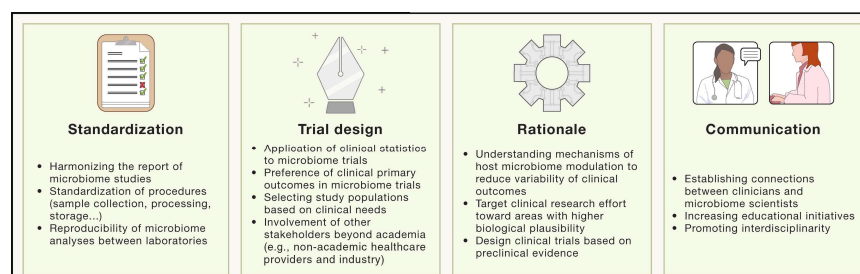 Standardization
• Harmonizing the report of
microbiome studies
• Standardization of procedures
(sample collection, processing,
storage...)
• Reproducibility of microbiome
analyses between laboratories
Trial design
• Application of clinical statistics
to microbiome trials
• Preference of clinical primary
outcomes in microbiome trials
• Selecting study populations
based on clinical needs
• Involvement of other
stakeholders beyond academia
(e.g., non-academic healthcare
providers and industry)
Rationale
• Understanding mechanisms of
host microbiome modulation to
reduce variability of clinical
outcomes
• Target clinical research effort
toward areas with higher
biological plausibility
• Design clinical trials based on
preclinical evidence
Communication
• Establishing connections
between clinicians and
microbiome scientists
• Increasing educational initiatives
• Promoting interdisciplinarity